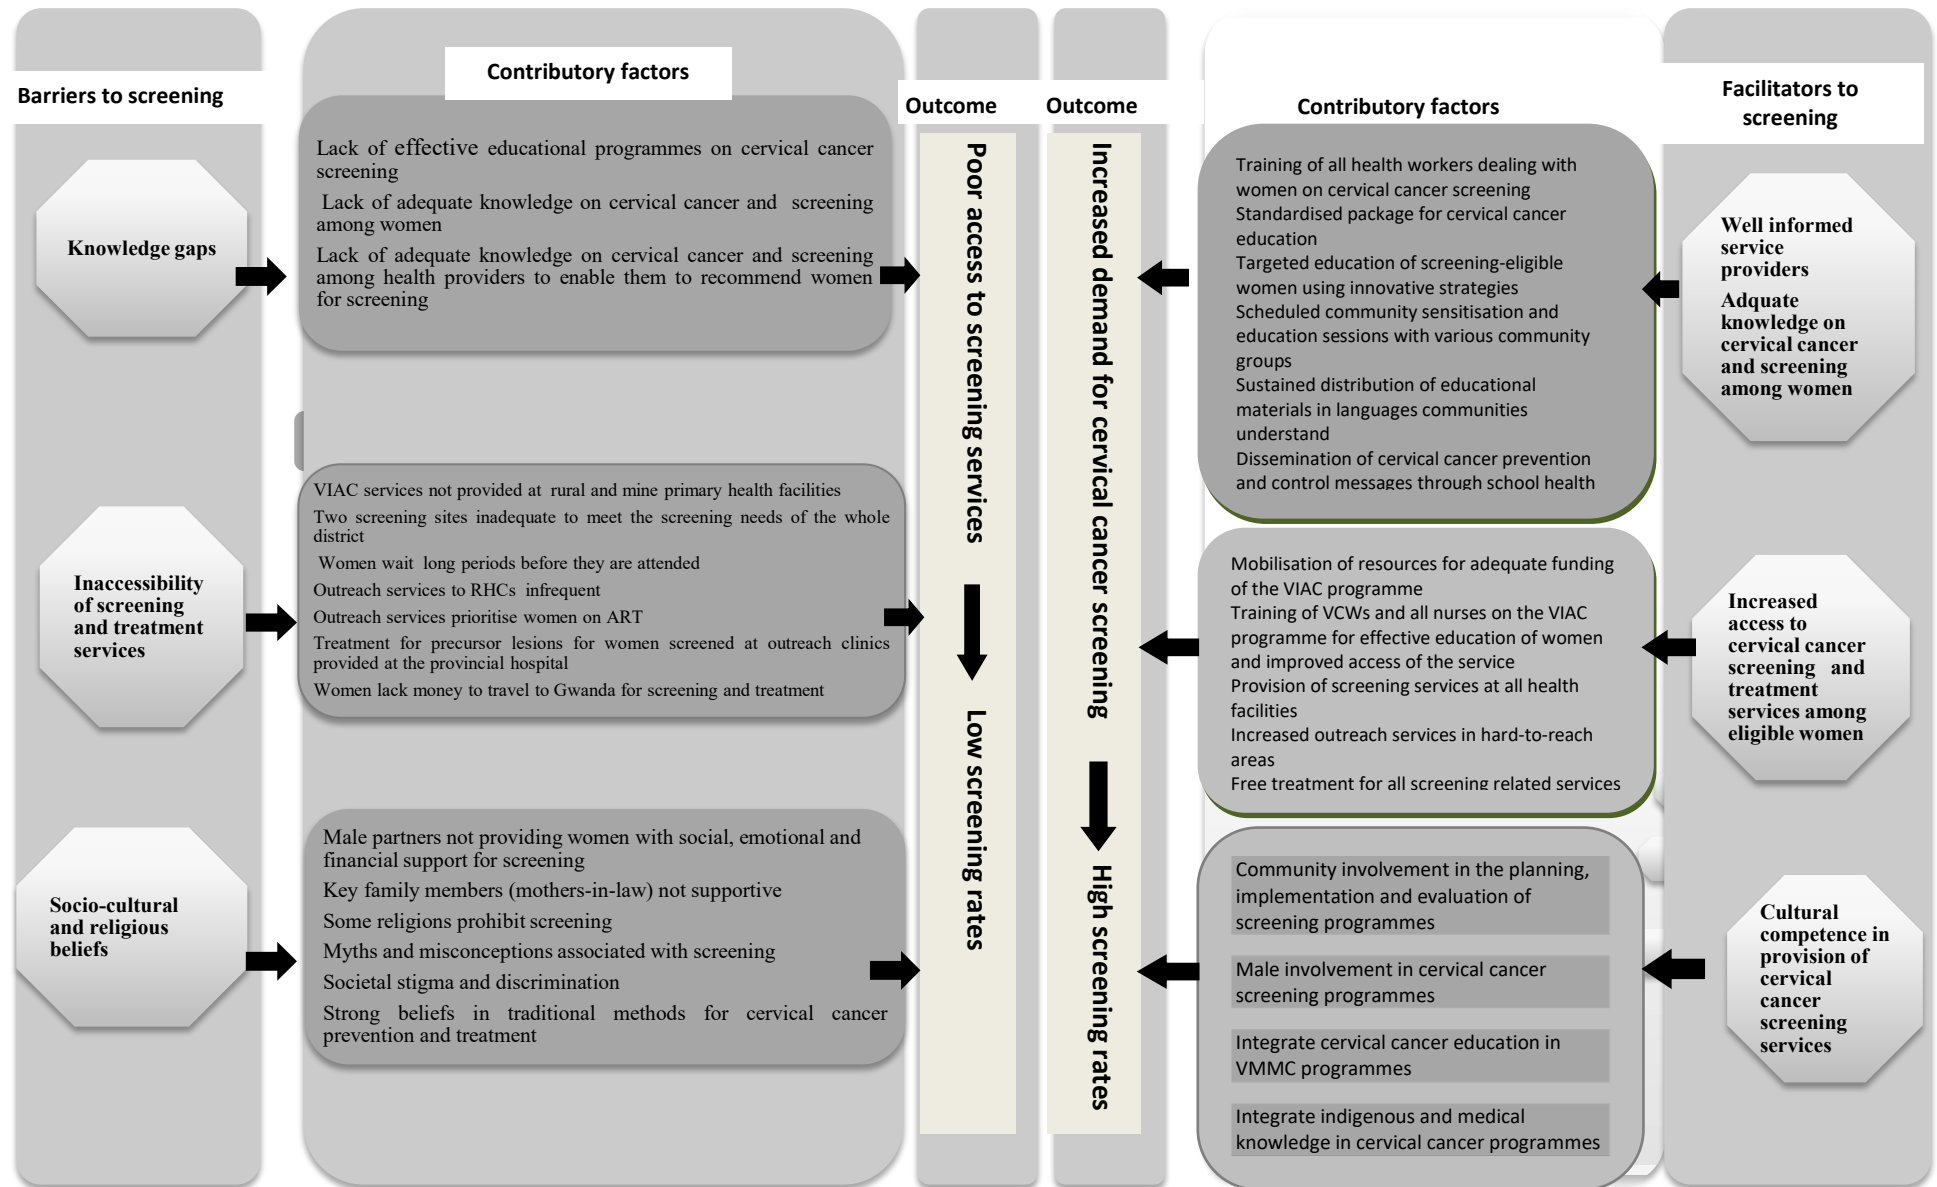 Barriers to screening
Knowledge gaps
Inaccessibility
of screening
and treatment
services
Socio-cultural
and religious
beliefs
Contributory factors
Lack of effective educational programmes on cervical cancer
screening
Lack of adequate knowledge on cervical cancer and screening
among women
Lack of adequate knowledge on cervical cancer and screening
among health providers to enable them to recommend women
for screening
VIAC services not provided at rural and mine primary health facilities
Two screening sites inadequate to meet the screening needs of the whole
district
Women wait long periods before they are attended
Outreach services to RHCs infrequent
Outreach services prioritise women on ART
Treatment for precursor lesions for women screened at outreach clinics
provided at the provincial hospital
Women lack money to travel to Gwanda for screening and treatment
Male partners not providing women with social, emotional and
financial support for screening
Key family members (mothers-in-law) not supportive
Some religions prohibit screening
Myths and misconceptions associated with screening
Societal stigma and discrimination
Strong beliefs in traditional methods for cervical cancer
prevention and treatment
Outcome
Poor access to screening services
Low screening rates
Outcome
Increased demand for cervical cancer screening
High screening rates
Contributory factors
Training of all health workers dealing with
women on cervical cancer screening
Standardised package for cervical cancer
education
Targeted education of screening-eligible
women using innovative strategies
Scheduled community sensitisation and
education sessions with various community
groups
Sustained distribution of educational
materials in languages communities
understand
Dissemination of cervical cancer prevention
and control messages through school health
Mobilisation of resources for adequate funding
of the VIAC programme
Training of VCWs and all nurses on the VIAC
programme for effective education of women
and improved access of the service
Provision of screening services at all health
facilities
Increased outreach services in hard-to-reach
areas
Free treatment for all screening related services
Community involvement in the planning,
implementation and evaluation of
screening programmes
Male involvement in cervical cancer
screening programmes
Integrate cervical cancer education in
VMMC programmes
Integrate indigenous and medical
knowledge in cervical cancer programmes
Facilitators to
screening
Well informed
service
providers
Adquate
knowledge on
cervical cancer
and screening
among women
Increased
access to
cervical cancer
screening and
treatment
services among
eligible women
Cultural
competence in
provision of
cervical
cancer
screening
services